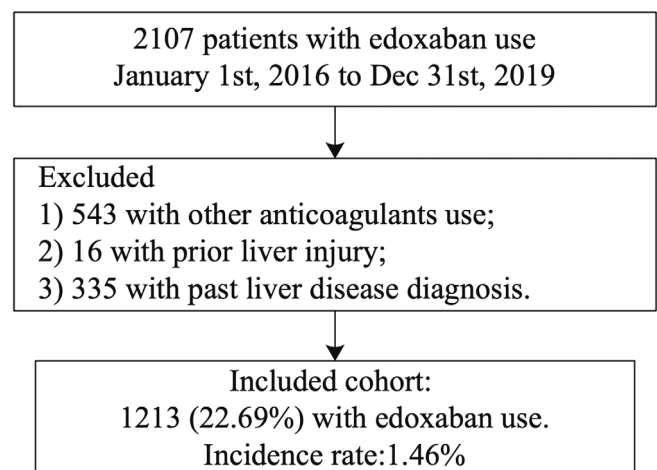 2107 patients with edoxaban use
January 1st, 2016 to Dec 31st, 2019
Excluded
1) 543 with other anticoagulants use;
2) 16 with prior liver injury;
3) 335 with past liver disease diagnosis.
Included cohort:
1213 (22.69%) with edoxaban use.
Incidence rate:1.46%